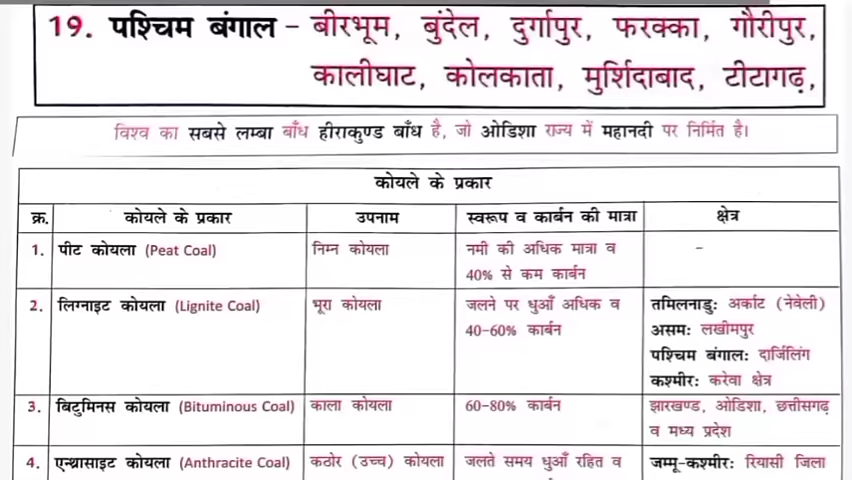 19. पश्चिम बंगाल – बीरभूम, बुंदेल, दुर्गापुर, फरक्का, गौरीपुर,
कालीघाट, कोलकाता, मुर्शिदाबाद, टीटागढ़,
विश्व का सबसे लम्बा बाँध हीराकुण्ड बाँध है, जो ओडिशा राज्य में महानदी पर निर्मित है।
कोयले के प्रकार
क्र. कोयले के प्रकार उपनाम स्वरूप व कार्बन की मात्रा क्षेत्र
1. पीट कोयला (Peat Coal) निम्न कोयला नमी की अधिक मात्रा व –
40% से कम कार्बन
2. लिग्नाइट कोयला (Lignite Coal) भूरा कोयला जलने पर धुआँ अधिक व तमिलनाडुः अर्काट (नेवेली)
40-60% कार्बन असमः लखीमपुर
पश्चिम बंगालः दार्जिलिंग
कश्मीरः करेवा क्षेत्र
3. बिटुमिनस कोयला (Bituminous Coal) काला कोयला 60-80% कार्बन झारखण्ड, ओडिशा, छत्तीसगढ़
व मध्य प्रदेश
4. एन्थ्रासाइट कोयला (Anthracite Coal) कठोर (उच्च) कोयला जलते समय धुआँ रहित व जम्मू-कश्मीरः रियासी जिला